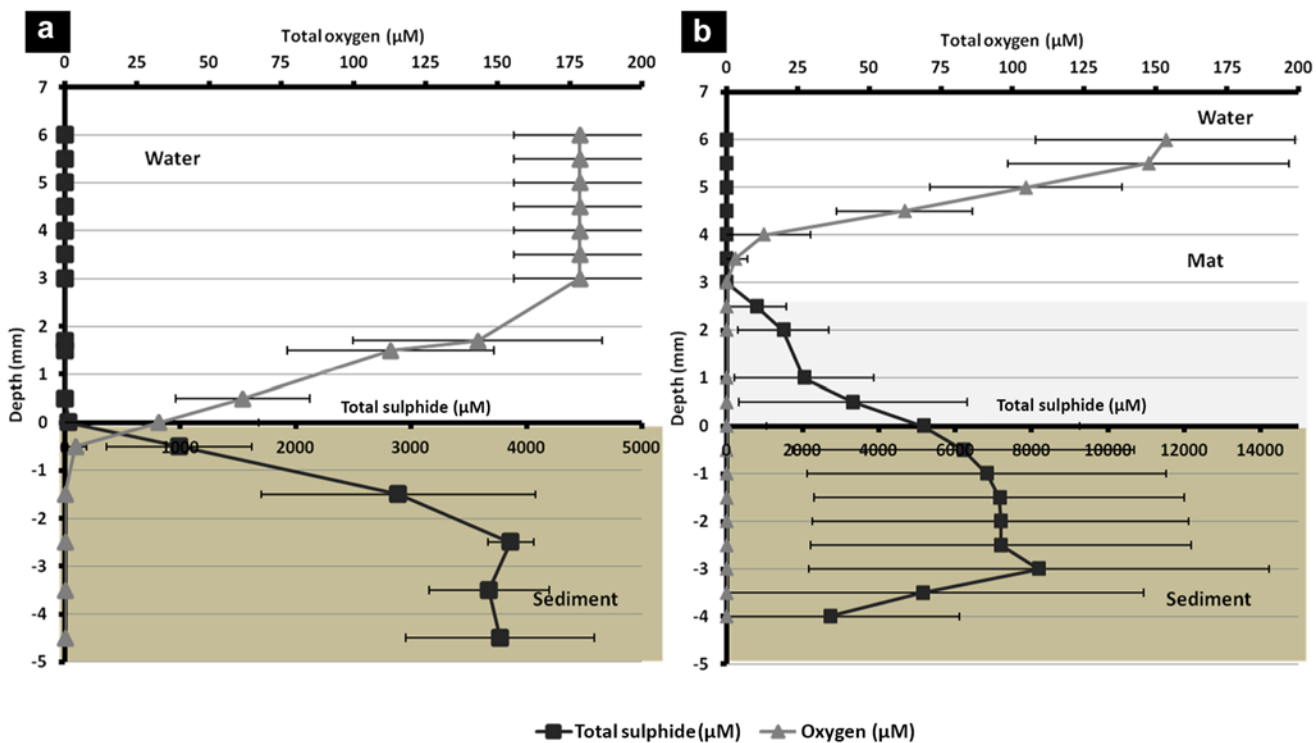 a
Total oxygen (µM)
0 25 50 75 100 125 150 175 200
7
6
5
4
3
2
1
0
-1
-2
-3
-4
-5
Depth (mm)
Water
Total sulphide (µM)
0 1000 2000 3000 4000 5000
Sediment
b
Total oxygen (µM)
0 25 50 75 100 125 150 175 200
7
6
5
4
3
2
1
0
-1
-2
-3
-4
-5
Depth (mm)
Water
Mat
Total sulphide (µM)
0 2000 4000 6000 8000 10000 12000 14000
Sediment
Total sulphide (µM) Oxygen (µM)